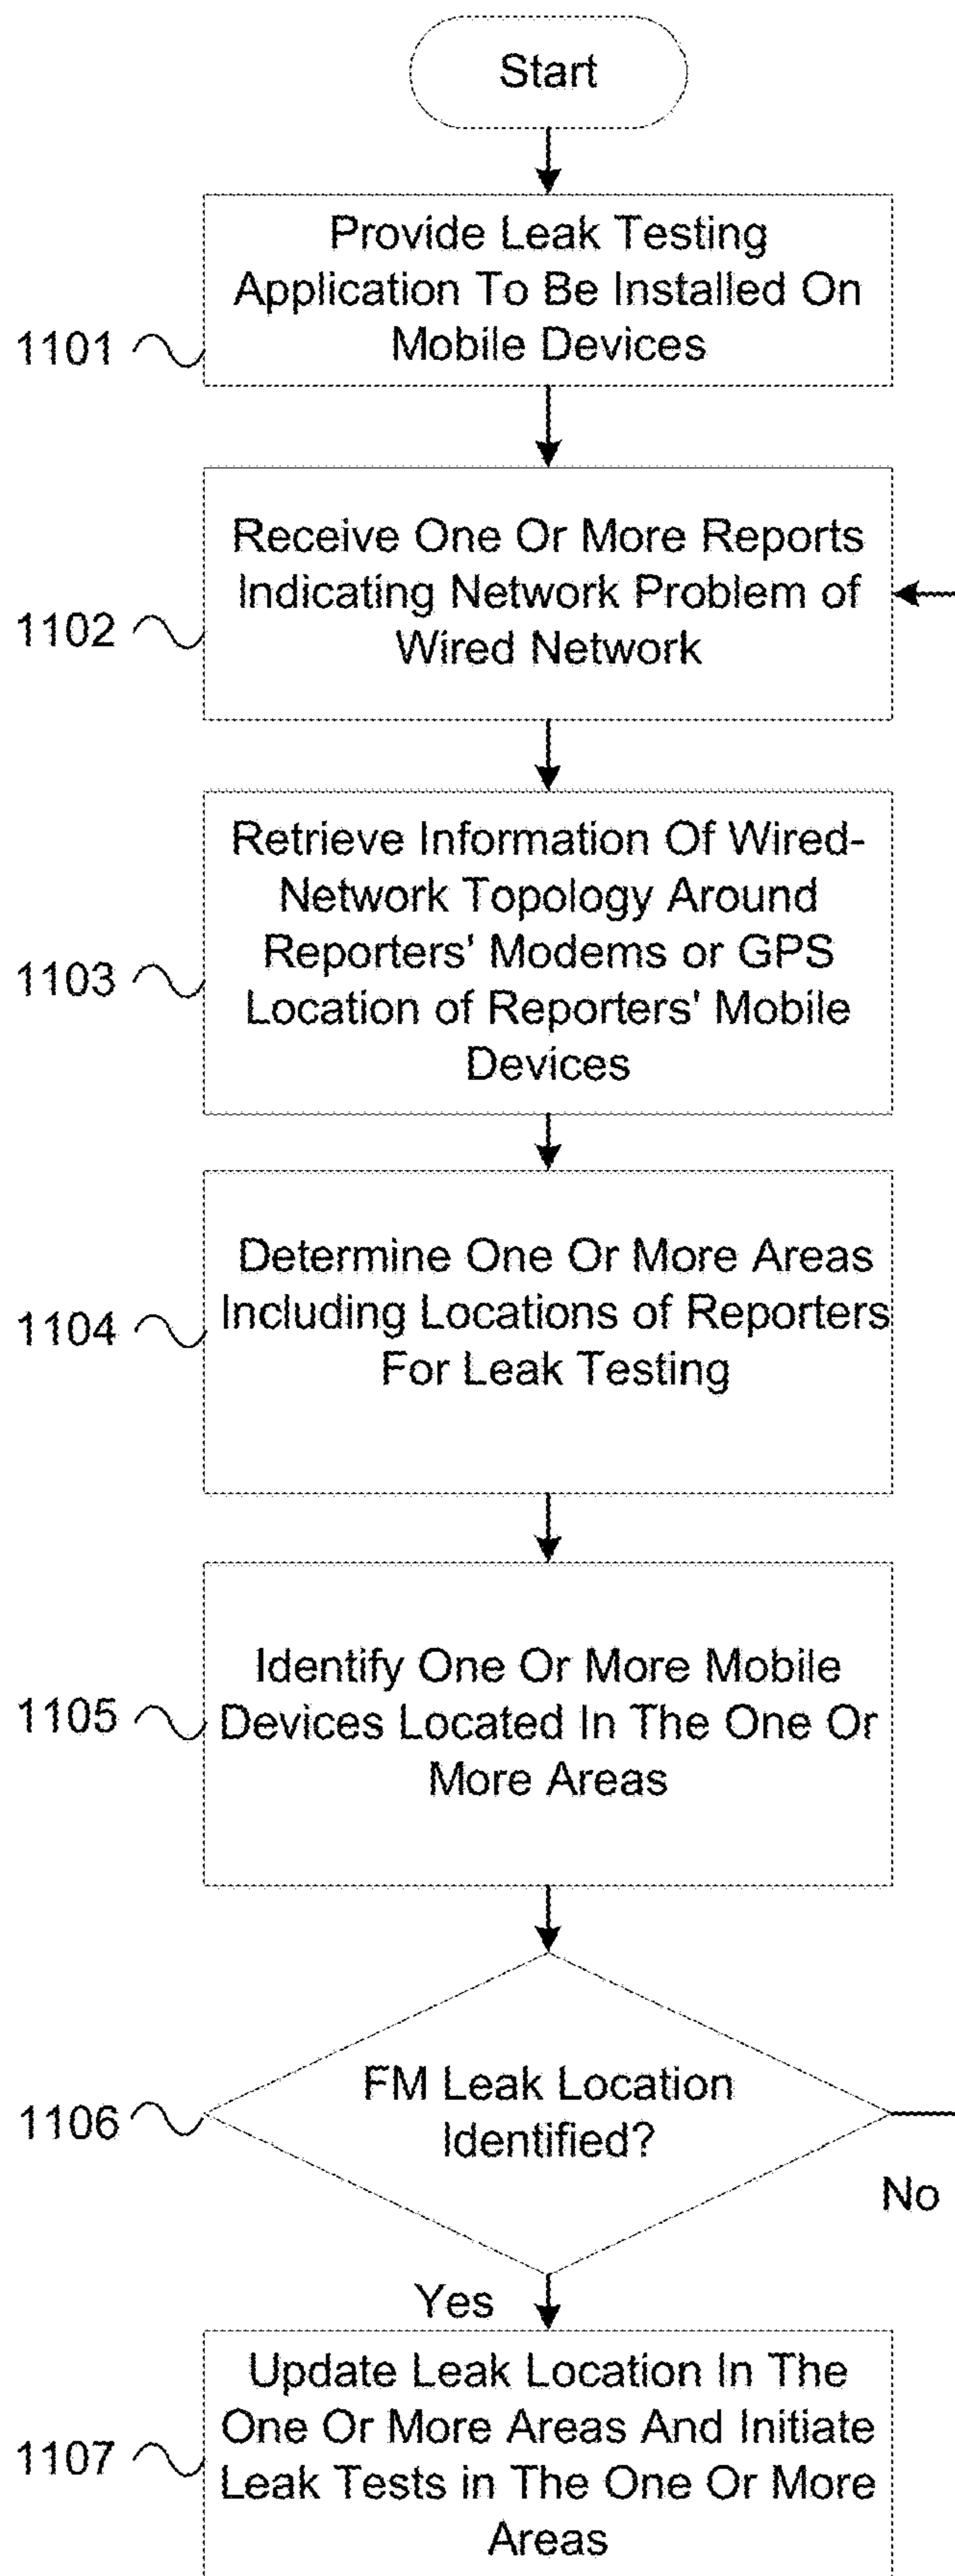 Start
Provide Leak Testing
Application To Be Installed On
Mobile Devices
1101
Receive One Or More Reports
Indicating Network Problem of
Wired Network
1102
Retrieve Information Of Wired-
Network Topology Around
Reporters' Modems or GPS
Location of Reporters' Mobile
Devices
1103
Determine One Or More Areas
Including Locations of Reporters
For Leak Testing
1104
Identify One Or More Mobile
Devices Located In The One Or
More Areas
1105
FM Leak Location
Identified?
1106
No
Yes
Update Leak Location In The
One Or More Areas And Initiate
Leak Tests in The One Or More
Areas
1107